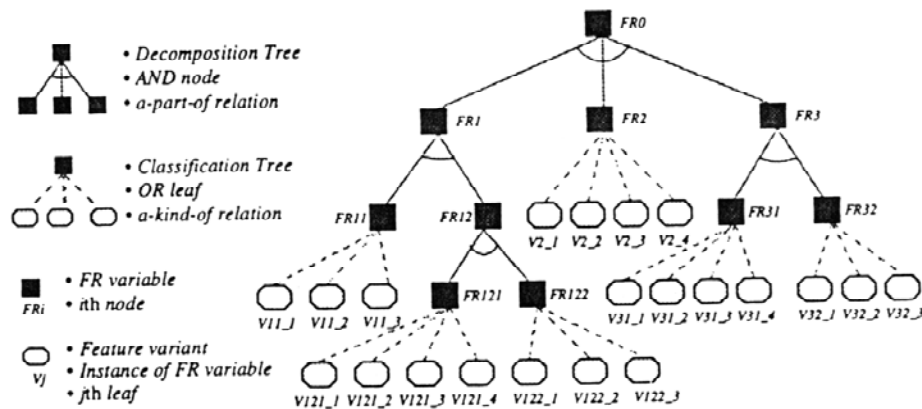 • Decomposition Tree
• AND node
• a-part-of relation
• Classification Tree
• OR leaf
• a-kind-of relation
FRi
• FR variable
• ith node
Vj
• Feature variant
• Instance of FR variable
• jth leaf
FR0
FR1
FR2
FR3
FR11
FR12
V2_1 V2_2 V2_3 V2_4
FR31
FR32
V11_1 V11_2 V11_3
FR121
FR122
V31_1 V31_2 V31_3 V31_4
V32_1 V32_2 V32_3
V121_1 V121_2 V121_3 V121_4 V122_1 V122_2 V122_3